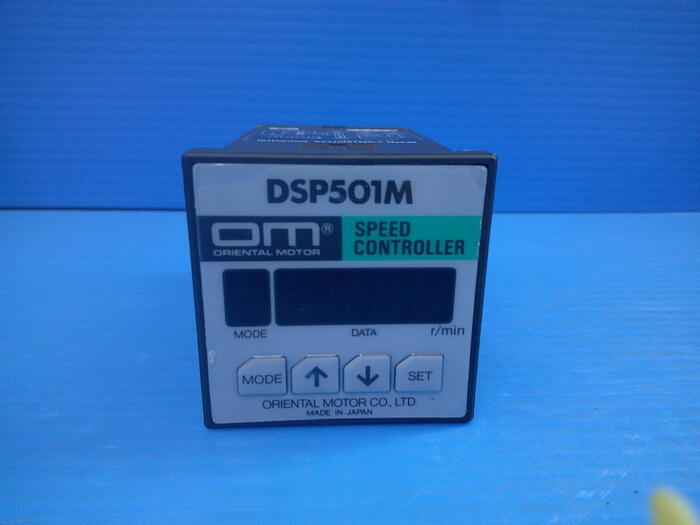 DSP501M
OM®
ORIENTAL MOTOR
SPEED
CONTROLLER
MODE
DATA
r/min
MODE
↑
↓
SET
ORIENTAL MOTOR CO., LTD.
MADE IN JAPAN